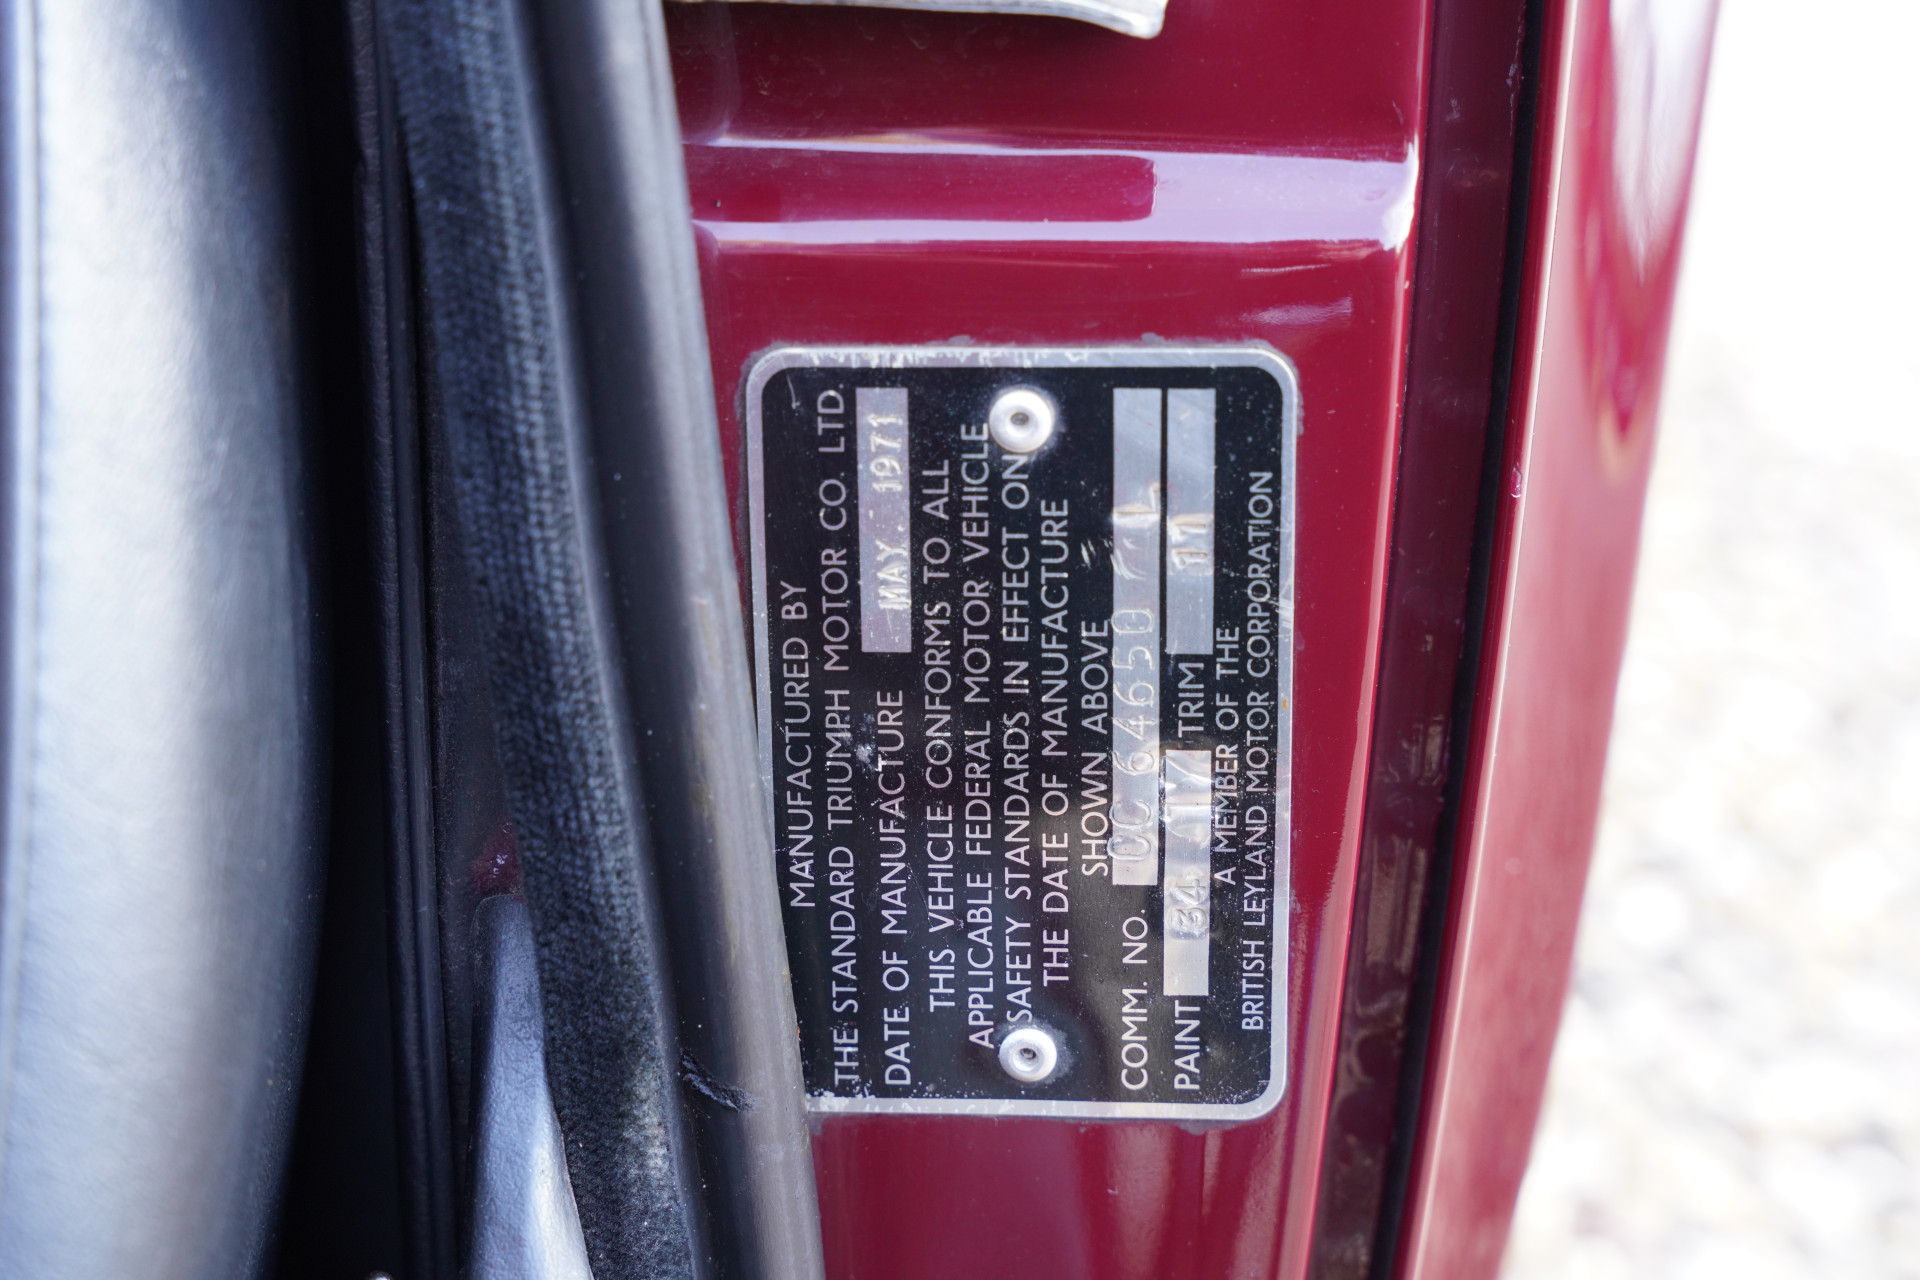 MANUFACTURED BY
THE STANDARD TRIUMPH MOTOR CO. LTD.
DATE OF MANUFACTURE MAY 1971
THIS VEHICLE CONFORMS TO ALL
APPLICABLE FEDERAL MOTOR VEHICLE
SAFETY STANDARDS IN EFFECT ON
THE DATE OF MANUFACTURE
SHOWN ABOVE
COMM. NO. CC 64650 L
PAINT 34 TRIM 11
A MEMBER OF THE
BRITISH LEYLAND MOTOR CORPORATION